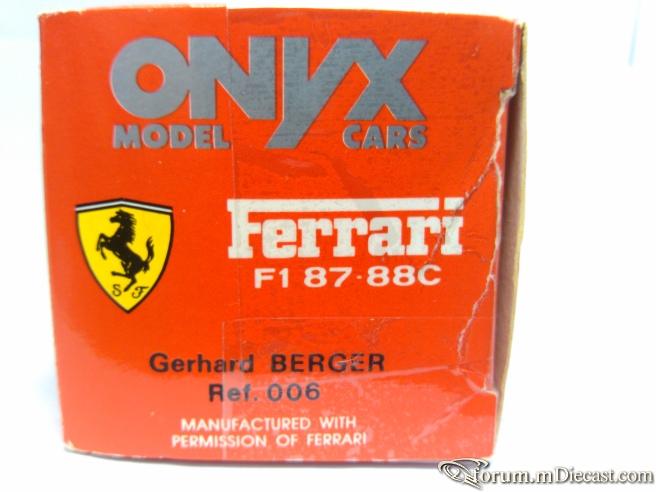 ONYX
MODEL CARS
Ferrari
S F
F1 87-88C
Gerhard BERGER
Ref. 006
MANUFACTURED WITH
PERMISSION OF FERRARI
forum.mDiecast.com